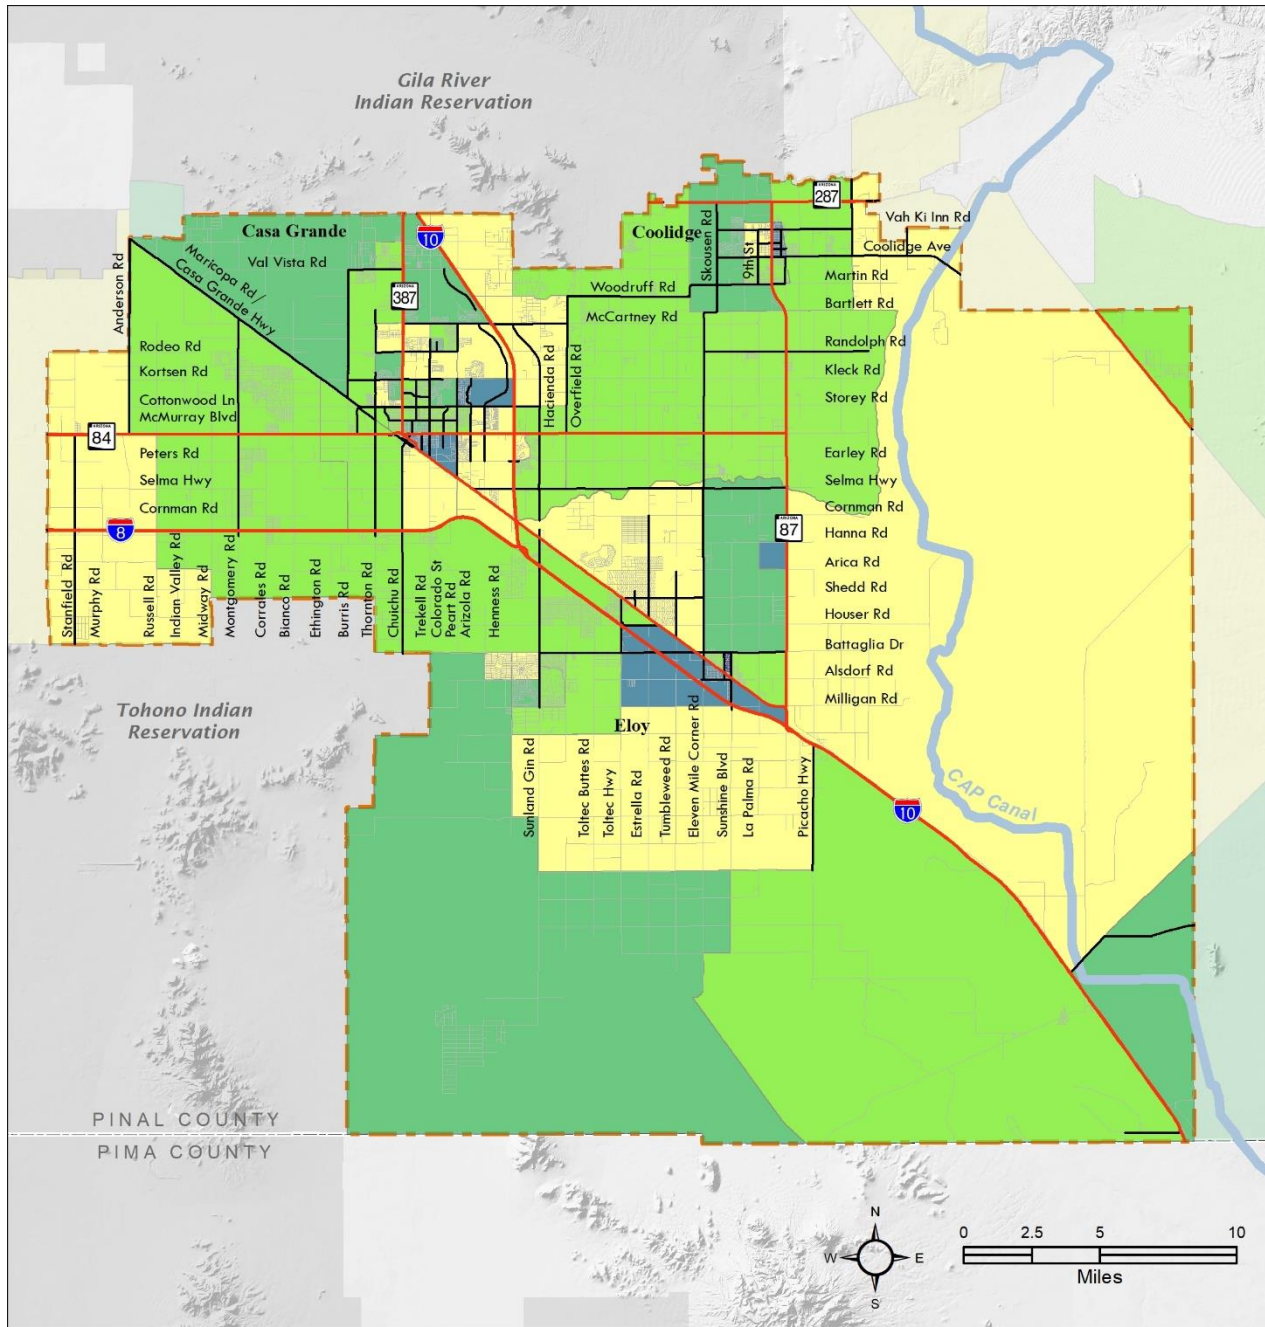 Gila River
Indian Reservation
ARIZONA
287
Vah Ki Inn Rd
Casa Grande
10
Coolidge
Skousen Rd
9th St
Coolidge Ave
Val Vista Rd
Maricopa Rd/
Casa Grande Hwy
Anderson Rd
ARIZONA
387
Woodruff Rd
McCartney Rd
Martin Rd
Bartlett Rd
Randolph Rd
Kleck Rd
Storey Rd
Rodeo Rd
Kortsen Rd
Cottonwood Ln
McMurray Blvd
Hacienda Rd
Overfield Rd
ARIZONA
84
Peters Rd
Selma Hwy
Cornman Rd
8
Earley Rd
Selma Hwy
Cornman Rd
Hanna Rd
Arica Rd
Shedd Rd
Houser Rd
Battaglia Dr
Alsdorf Rd
Milligan Rd
ARIZONA
87
Stanfield Rd
Murphy Rd
Russell Rd
Indian Valley Rd
Midway Rd
Montgomery Rd
Corrales Rd
Bianco Rd
Ethington Rd
Burris Rd
Thornton Rd
Chuichu Rd
Trekell Rd
Colorado St
Peart Rd
Arizola Rd
Henness Rd
Tohono Indian
Reservation
Eloy
Sunland Gin Rd
Toltec Buttes Rd
Toltec Hwy
Estrella Rd
Tumbleweed Rd
Eleven Mile Corner Rd
Sunshine Blvd
La Palma Rd
Picacho Hwy
10
CAP Canal
PINAL COUNTY
PIMA COUNTY
N
W
E
S
0 2.5 5 10
Miles